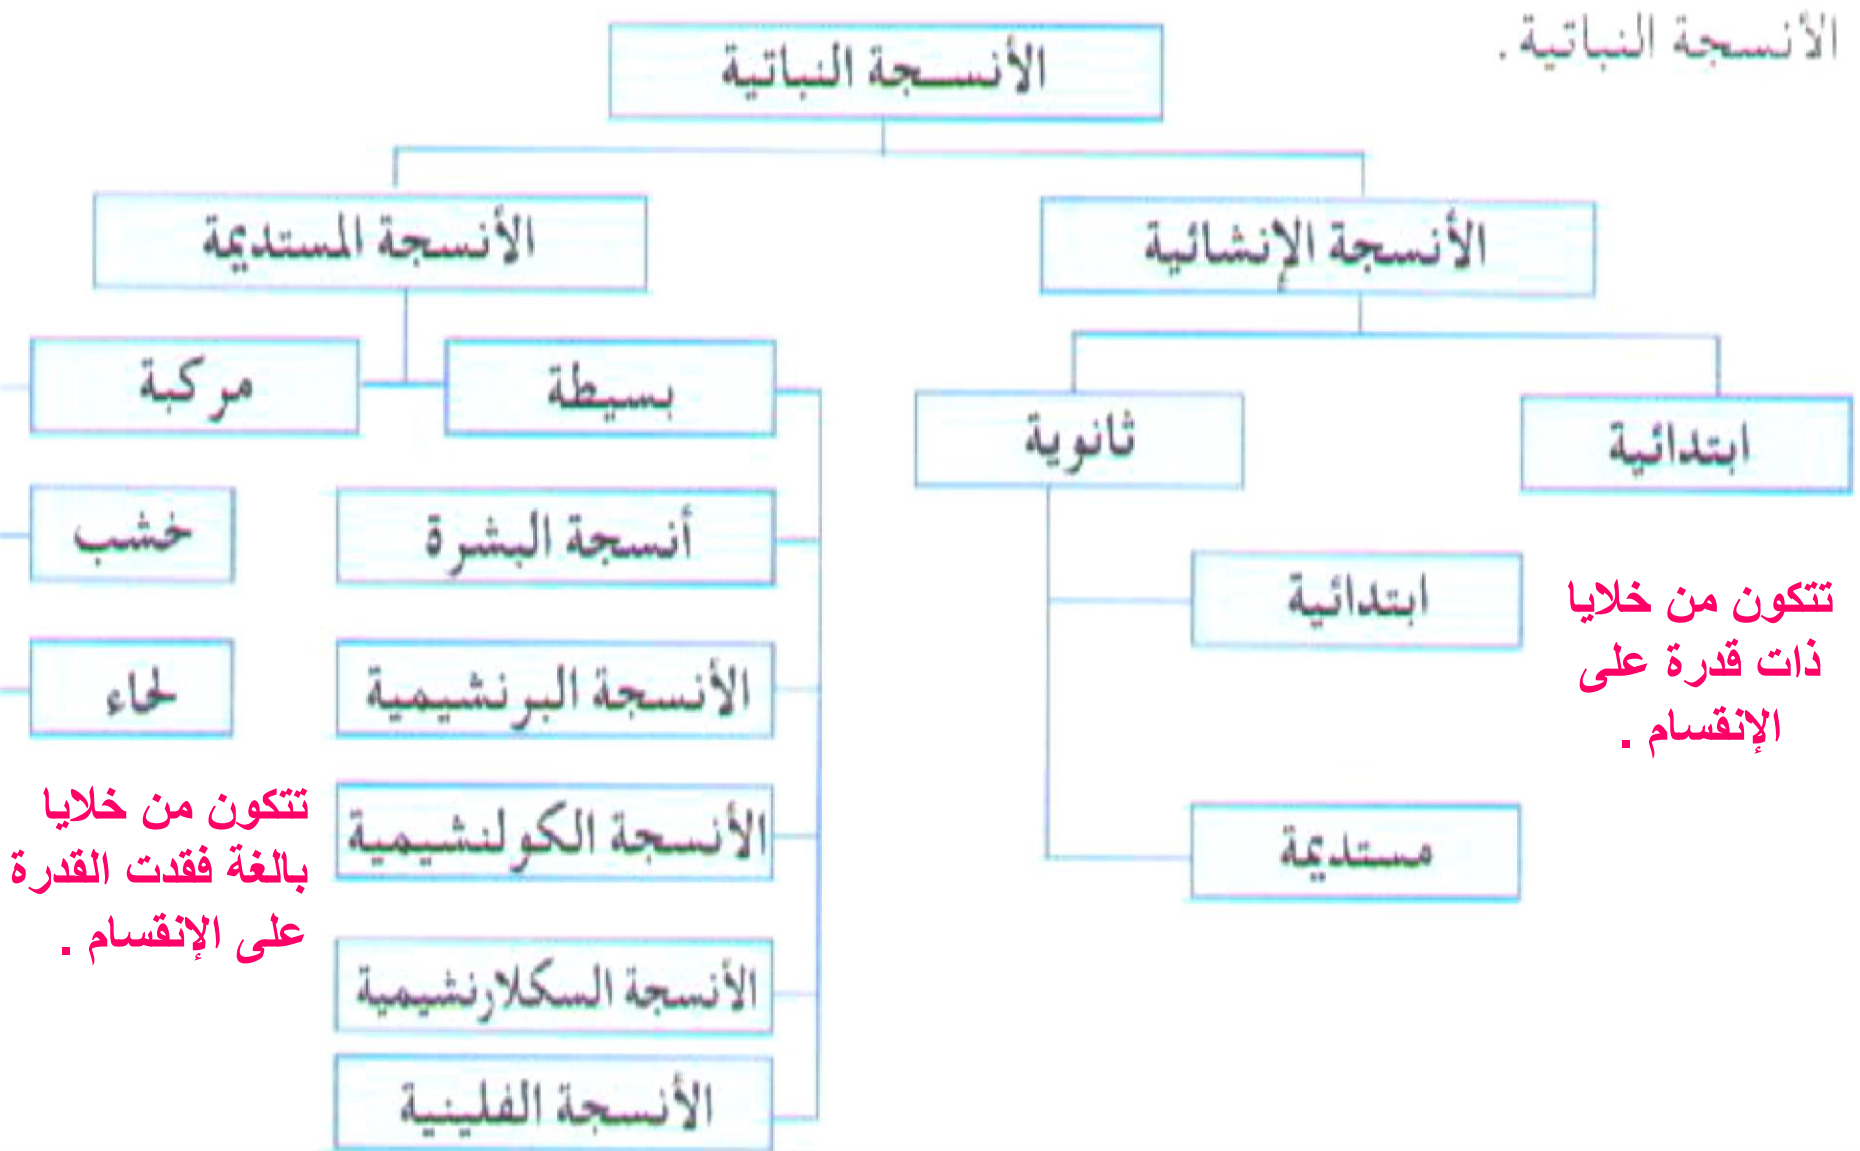 الأنسجة النباتية .
الأنسجة النباتية
الأنسجة الإنشائية
الأنسجة المستديمة
ابتدائية
ثانوية
ابتدائية
مستديمة
تتكون من خلايا
ذات قدرة على
الإنقسام .
بسيطة
مركبة
أنسجة البشرة
الأنسجة البرنشيمية
الأنسجة الكولنشيمية
الأنسجة السكلارنشيمية
الأنسجة الفلينية
خشب
لحاء
تتكون من خلايا
بالغة فقدت القدرة
على الإنقسام .